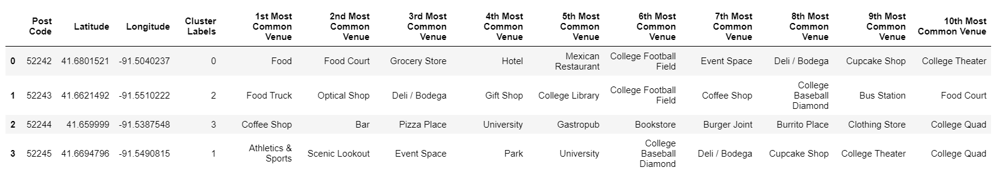 Post Code Latitude Longitude Cluster Labels 1st Most Common Venue 2nd Most Common Venue 3rd Most Common Venue 4th Most Common Venue 5th Most Common Venue 6th Most Common Venue 7th Most Common Venue 8th Most Common Venue 9th Most Common Venue 10th Most Common Venue
0 52242 41.6801521 -91.5040237 0 Food Food Court Grocery Store Hotel Mexican Restaurant College Football Field Event Space Deli / Bodega Cupcake Shop College Theater
1 52243 41.6621492 -91.5510222 2 Food Truck Optical Shop Deli / Bodega Gift Shop College Library College Football Field Coffee Shop College Baseball Diamond Bus Station Food Court
2 52244 41.659999 -91.5387548 3 Coffee Shop Bar Pizza Place University Gastropub Bookstore Burger Joint Burrito Place Clothing Store College Quad
3 52245 41.6694796 -91.5490815 1 Athletics & Sports Scenic Lookout Event Space Park University College Baseball Diamond Deli / Bodega Cupcake Shop College Theater College Quad